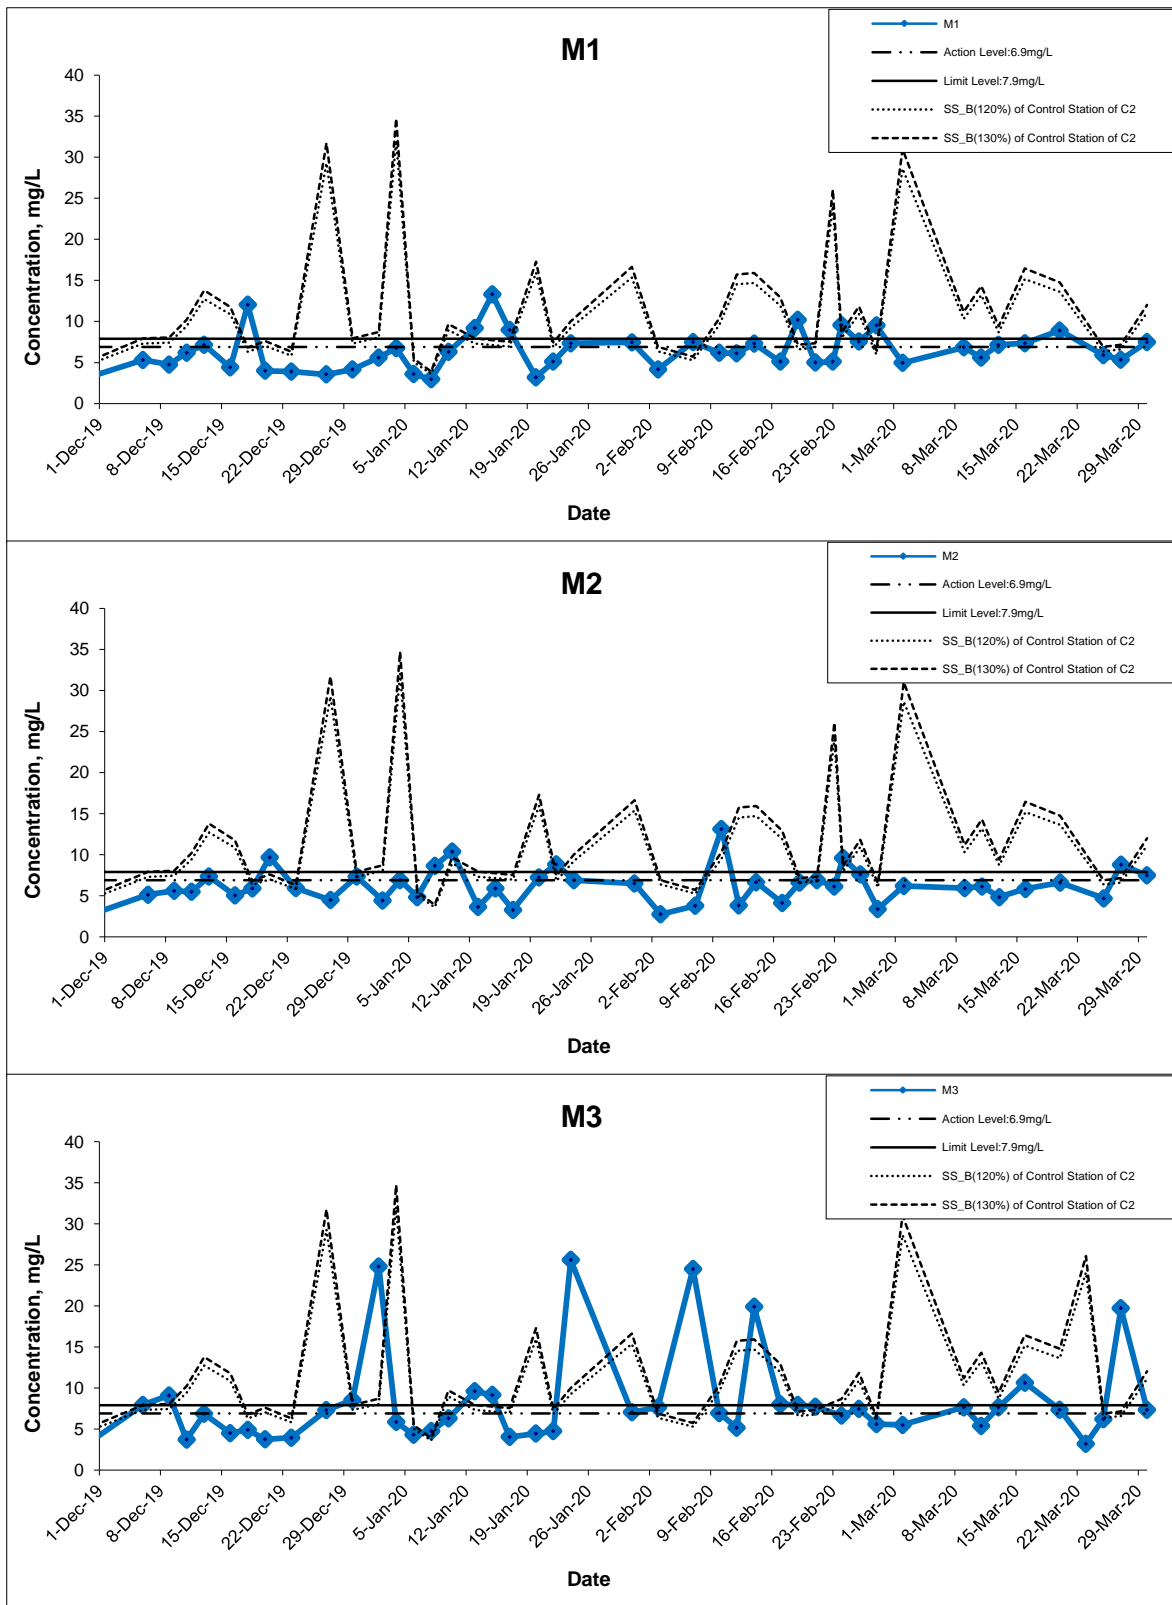 M1
M1
Action Level:6.9mg/L
Limit Level:7.9mg/L
SS_B(120%) of Control Station of C2
SS_B(130%) of Control Station of C2
Concentration, mg/L
40
35
30
25
20
15
10
5
0
1-Dec-19
8-Dec-19
15-Dec-19
22-Dec-19
29-Dec-19
5-Jan-20
12-Jan-20
19-Jan-20
26-Jan-20
2-Feb-20
9-Feb-20
16-Feb-20
23-Feb-20
1-Mar-20
8-Mar-20
15-Mar-20
22-Mar-20
29-Mar-20
Date
M2
M2
Action Level:6.9mg/L
Limit Level:7.9mg/L
SS_B(120%) of Control Station of C2
SS_B(130%) of Control Station of C2
Concentration, mg/L
40
35
30
25
20
15
10
5
0
1-Dec-19
8-Dec-19
15-Dec-19
22-Dec-19
29-Dec-19
5-Jan-20
12-Jan-20
19-Jan-20
26-Jan-20
2-Feb-20
9-Feb-20
16-Feb-20
23-Feb-20
1-Mar-20
8-Mar-20
15-Mar-20
22-Mar-20
29-Mar-20
Date
M3
M3
Action Level:6.9mg/L
Limit Level:7.9mg/L
SS_B(120%) of Control Station of C2
SS_B(130%) of Control Station of C2
Concentration, mg/L
40
35
30
25
20
15
10
5
0
1-Dec-19
8-Dec-19
15-Dec-19
22-Dec-19
29-Dec-19
5-Jan-20
12-Jan-20
19-Jan-20
26-Jan-20
2-Feb-20
9-Feb-20
16-Feb-20
23-Feb-20
1-Mar-20
8-Mar-20
15-Mar-20
22-Mar-20
29-Mar-20
Date